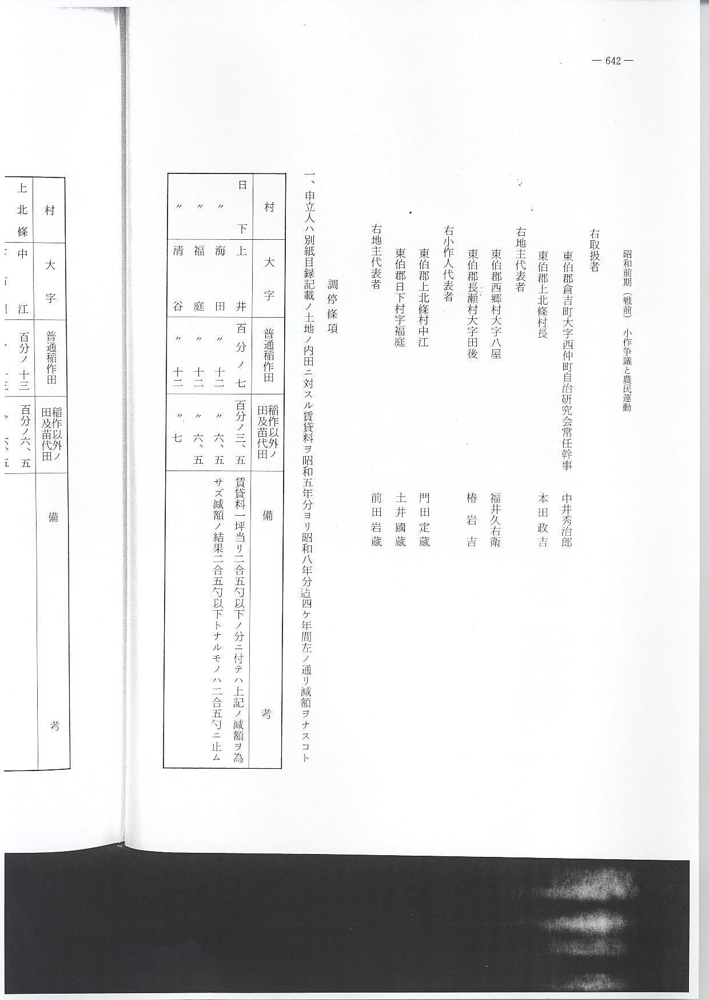 ― 642 ―
昭和前期（戦前）　小作争議と農民運動
右取扱者
東伯郡倉吉町大字西仲町自治研究会常任幹事　中井秀治郎
東伯郡上北條村長　本田政吉
右地主代表者
東伯郡西郷村大字八屋　福井久右衛
東伯郡長瀬村大字田後　椿岩吉
右小作人代表者
東伯郡上北條村中江　門田定蔵
東伯郡日下村字福庭　土井國蔵
右地主代表者　前田岩蔵
調停條項
一、申立人ハ別紙目録記載ノ土地ノ内田ニ対スル賃貸料ヲ昭和五年分ヨリ昭和八年分迠四ケ年間左ノ通リ減額ヲナスコト
村　大字　普通稲作田　稲作以外ノ田及苗代田　備考
日下　上井　百分ノ七　百分ノ三、五　賃貸料一坪当リ二合五勺以下ノ分ニ付テハ上記ノ減額ヲ為
〃　海田　〃十二　〃六、五　サズ減額ノ結果二合五勺以下トナルモノハ二合五勺ニ止ム
〃　福庭　〃十二　〃六、五
〃　清谷　〃十二　〃七
村　大字　普通稲作田　稲作以外ノ田及苗代田　備考
上北條　中江　百分ノ十三　百分ノ六、五